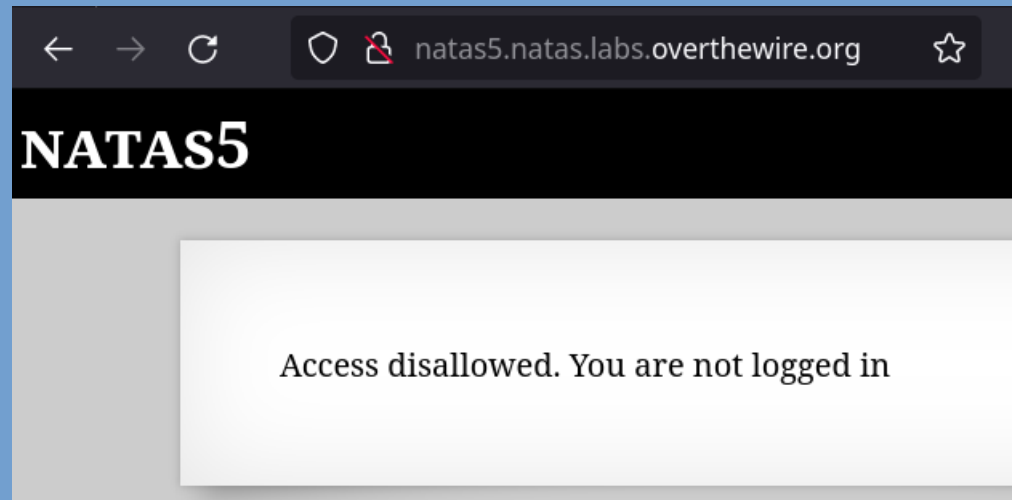 natas5.natas.labs.overthewire.org
NATAS5
Access disallowed. You are not logged in